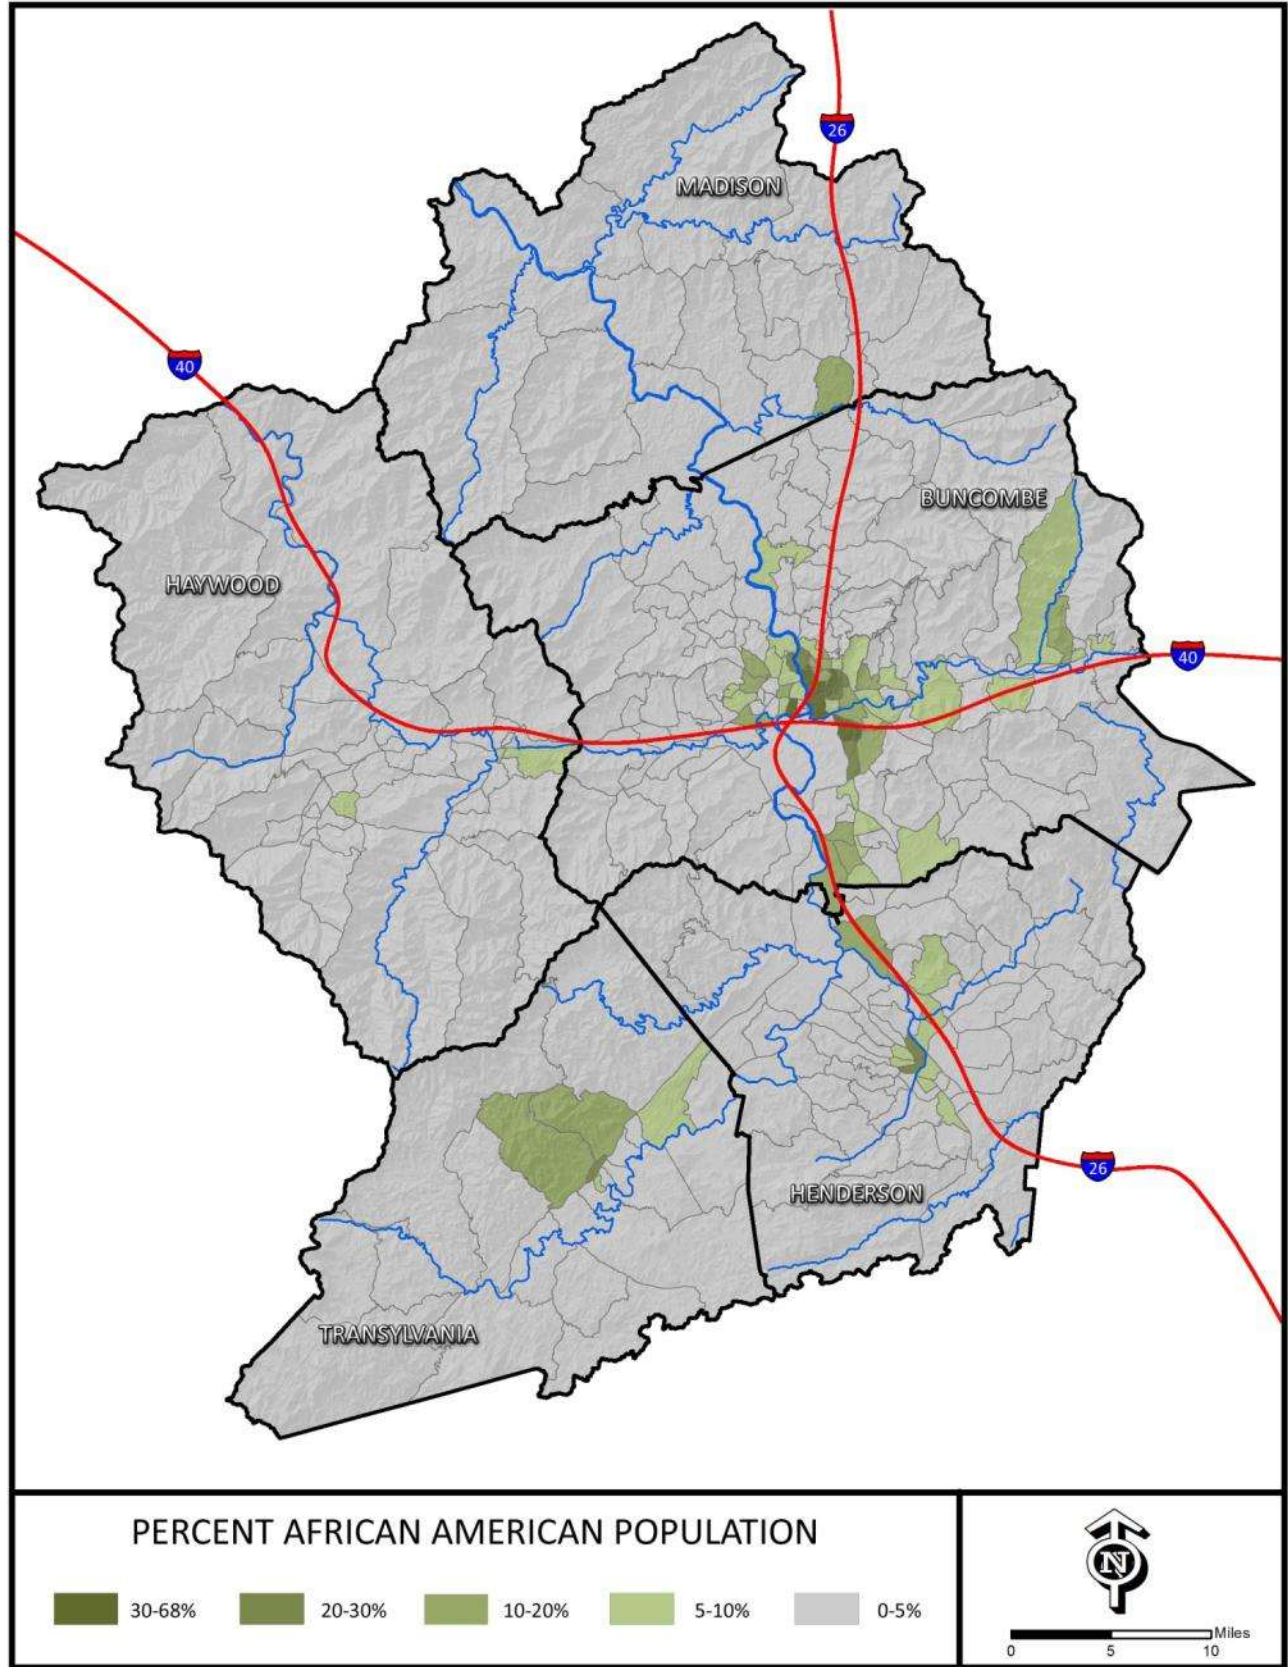 26
MADISON
40
BUNCOMBE
HAYWOOD
40
26
HENDERSON
TRANSYLVANIA
PERCENT AFRICAN AMERICAN POPULATION
30-68% 20-30% 10-20% 5-10% 0-5%
N
Miles
0 5 10